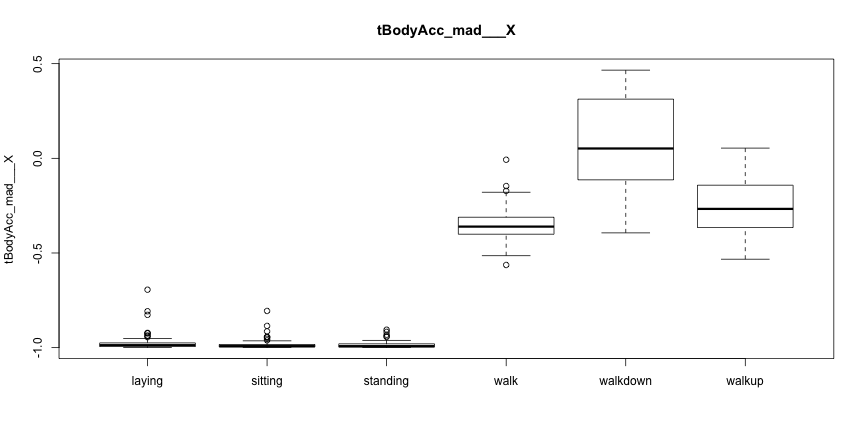 tBodyAcc_mad___X
tBodyAcc_mad___X
0.5
0.0
-0.5
-1.0
laying sitting standing walk walkdown walkup